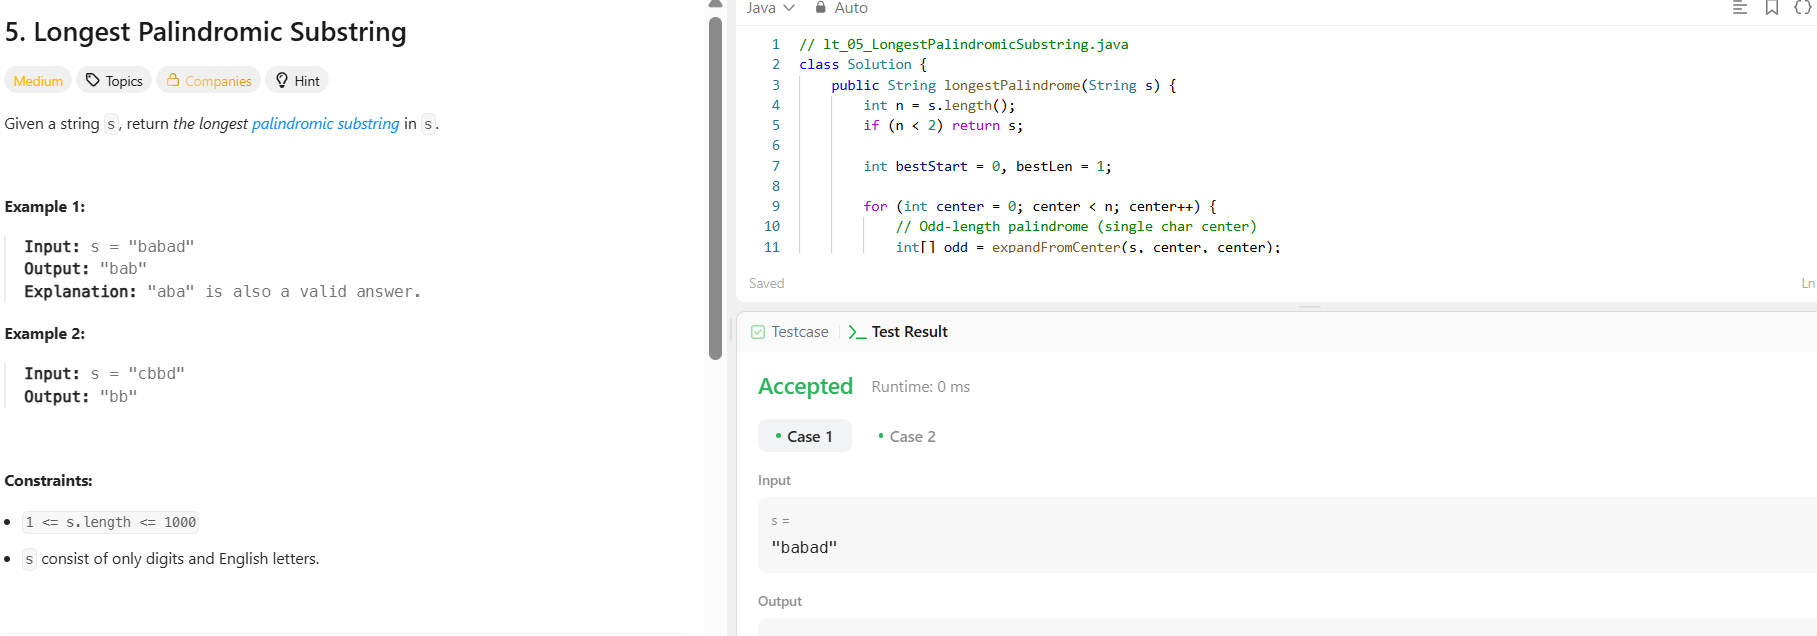 5. Longest Palindromic Substring
Medium
Topics
Companies
Hint
Given a string s, return the longest palindromic substring in s.
Example 1:
Input: s = "babad"
Output: "bab"
Explanation: "aba" is also a valid answer.
Example 2:
Input: s = "cbbd"
Output: "bb"
Constraints:
1 <= s.length <= 1000
s consist of only digits and English letters.
Java
Auto
1 // lt_05_LongestPalindromicSubstring.java
2 class Solution {
3 public String longestPalindrome(String s) {
4 int n = s.length();
5 if (n < 2) return s;
6
7 int bestStart = 0, bestLen = 1;
8
9 for (int center = 0; center < n; center++) {
10 // Odd-length palindrome (single char center)
11 int[] odd = expandFromCenter(s, center, center);
Saved
Ln
Testcase
Test Result
Accepted
Runtime: 0 ms
Case 1
Case 2
Input
s =
"babad"
Output